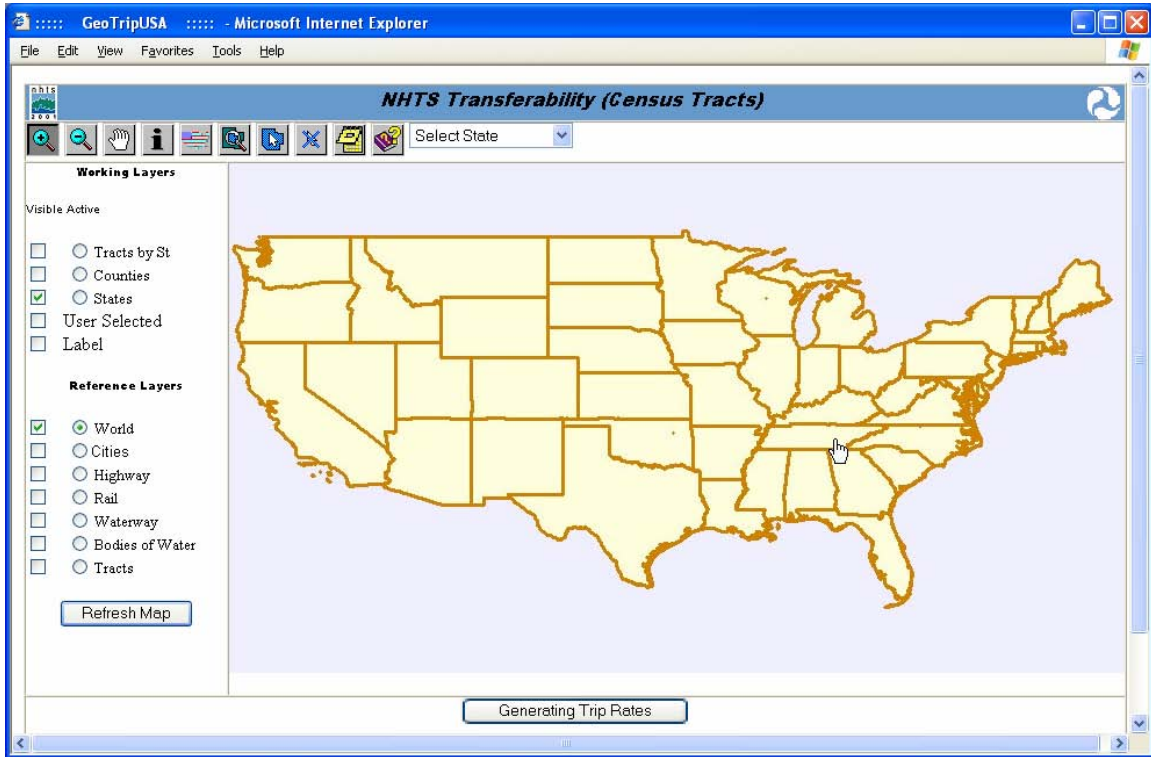 ::::: GeoTripUSA ::::: - Microsoft Internet Explorer
File Edit View Favorites Tools Help
nhts
2001
NHTS Transferability (Census Tracts)
i
Select State
Working Layers
Visible Active
Tracts by St
Counties
States
User Selected
Label
Reference Layers
World
Cities
Highway
Rail
Waterway
Bodies of Water
Tracts
Refresh Map
Generating Trip Rates